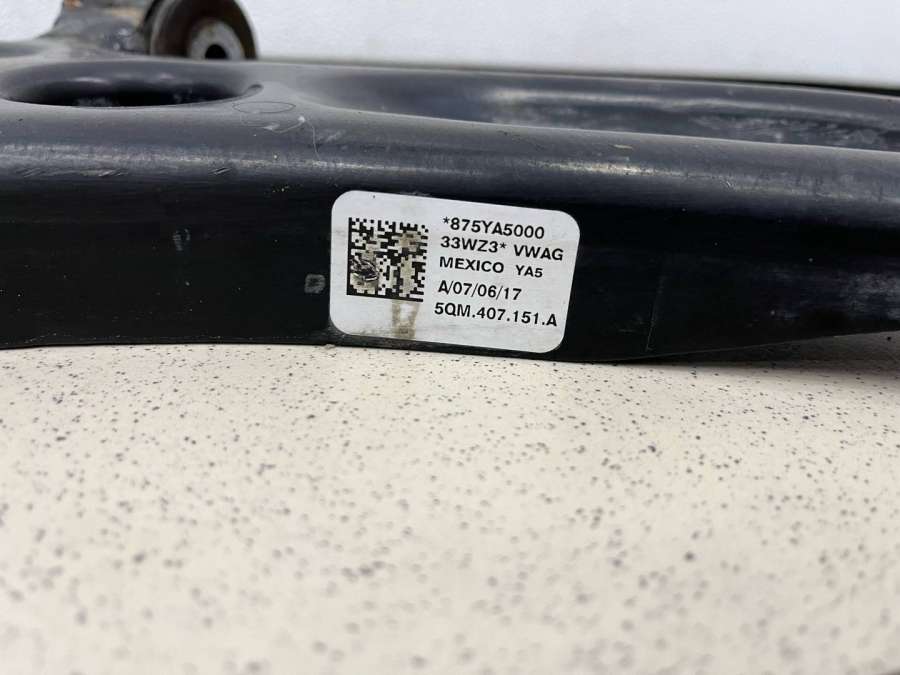 *875YA5000
33WZ3* VWAG
MEXICO YA5
A/07/06/17
5QM.407.151.A